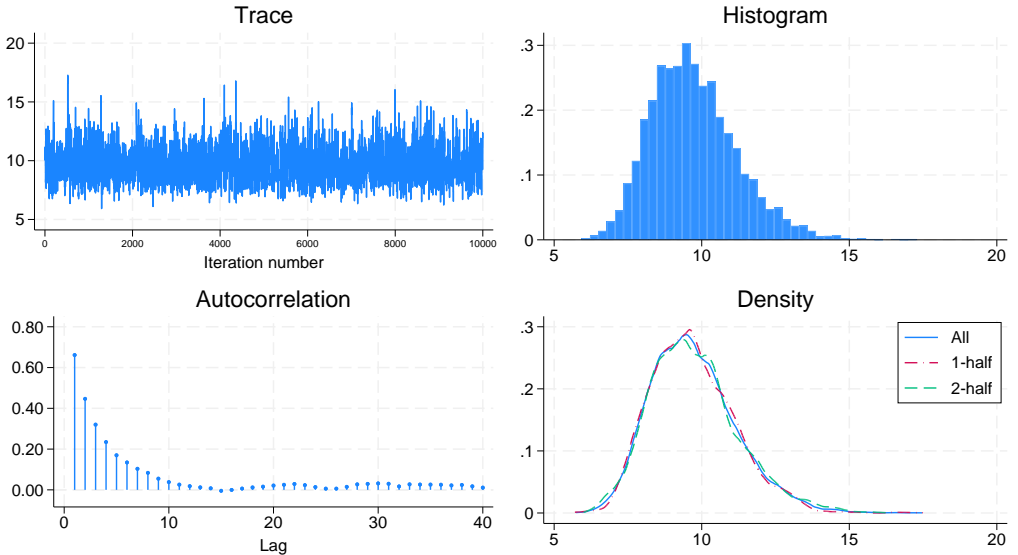 Trace
20
15
10
5
0 2000 4000 6000 8000 10000
Iteration number
Histogram
.3
.2
.1
0
5 10 15 20
Autocorrelation
0.80
0.60
0.40
0.20
0.00
0 10 20 30 40
Lag
Density
.3
.2
.1
0
5 10 15 20
All
1-half
2-half